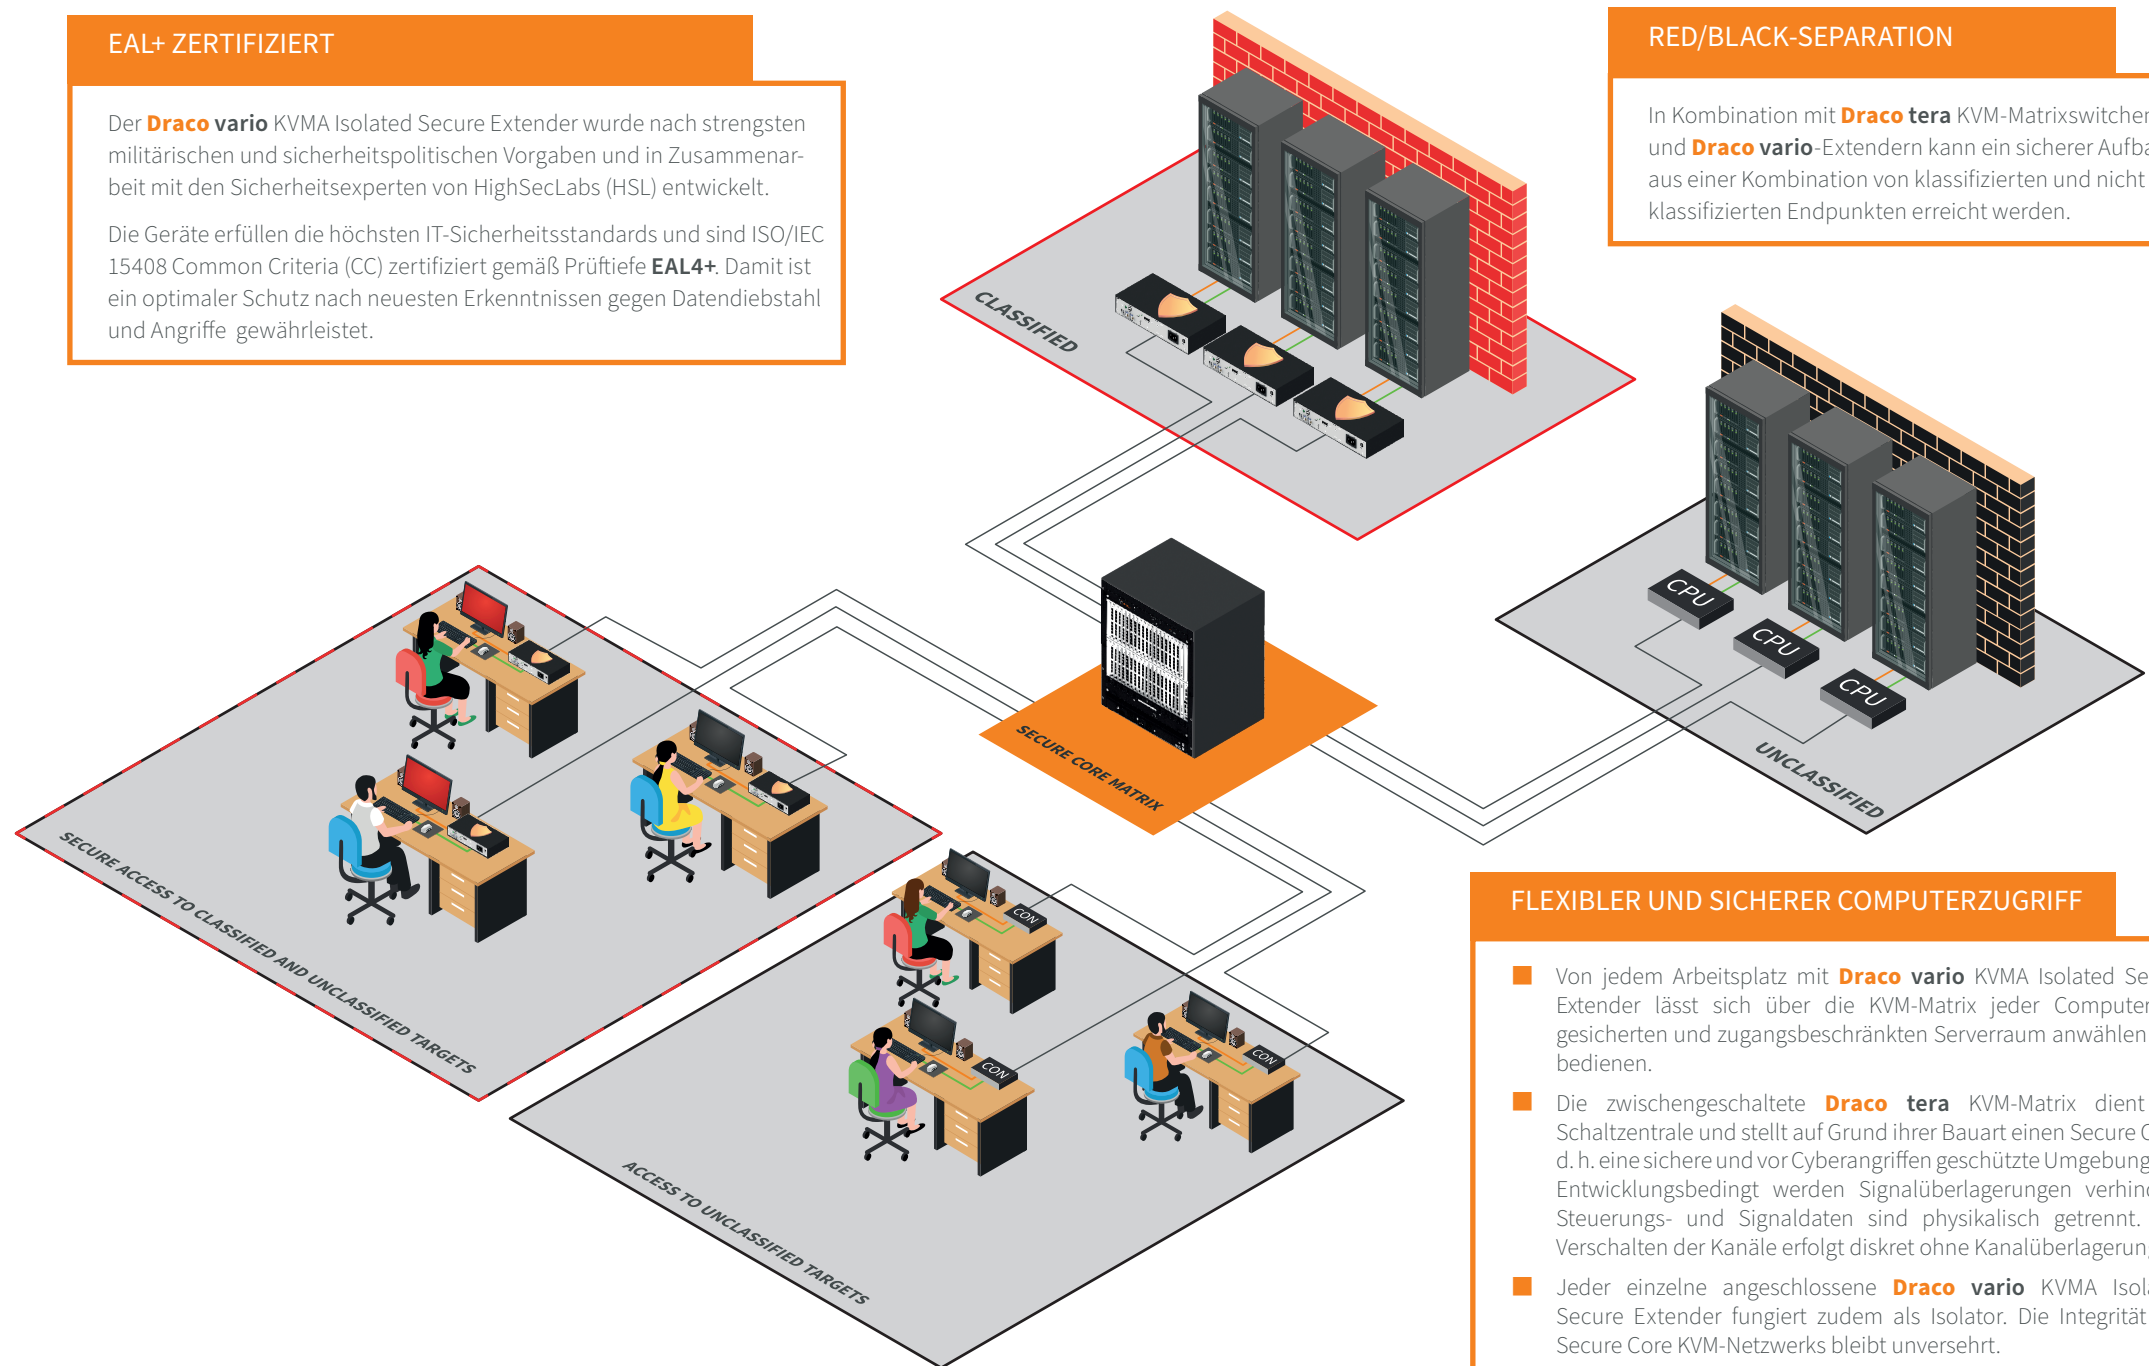 EAL+ ZERTIFIZIERT
Der Draco vario KVMA Isolated Secure Extender wurde nach strengsten
militärischen und sicherheitspolitischen Vorgaben und in Zusammenar-
beit mit den Sicherheitsexperten von HighSecLabs (HSL) entwickelt.
Die Geräte erfüllen die höchsten IT-Sicherheitsstandards und sind ISO/IEC
15408 Common Criteria (CC) zertifiziert gemäß Prüftiefe EAL4+. Damit ist
ein optimaler Schutz nach neuesten Erkenntnissen gegen Datendiebstahl
und Angriffe gewährleistet.
RED/BLACK-SEPARATION
In Kombination mit Draco tera KVM-Matrixswitchen
und Draco vario-Extendern kann ein sicherer Aufba
aus einer Kombination von klassifizierten und nicht
klassifizierten Endpunkten erreicht werden.
CLASSIFIED
CPU
CPU
CPU
UNCLASSIFIED
SECURE CORE MATRIX
SECURE ACCESS TO CLASSIFIED AND UNCLASSIFIED TARGETS
CON
CON
CON
ACCESS TO UNCLASSIFIED TARGETS
FLEXIBLER UND SICHERER COMPUTERZUGRIFF
Von jedem Arbeitsplatz mit Draco vario KVMA Isolated Se
Extender lässt sich über die KVM-Matrix jeder Computer
gesicherten und zugangsbeschränkten Serverraum anwählen
bedienen.
Die zwischengeschaltete Draco tera KVM-Matrix dient
Schaltzentrale und stellt auf Grund ihrer Bauart einen Secure
d. h. eine sichere und vor Cyberangriffen geschützte Umgebung
Entwicklungsbedingt werden Signalüberlagerungen verhin
Steuerungs- und Signaldaten sind physikalisch getrennt.
Verschalten der Kanäle erfolgt diskret ohne Kanalüberlagerun
Jeder einzelne angeschlossene Draco vario KVMA Isol
Secure Extender fungiert zudem als Isolator. Die Integrität
Secure Core KVM-Netzwerks bleibt unversehrt.